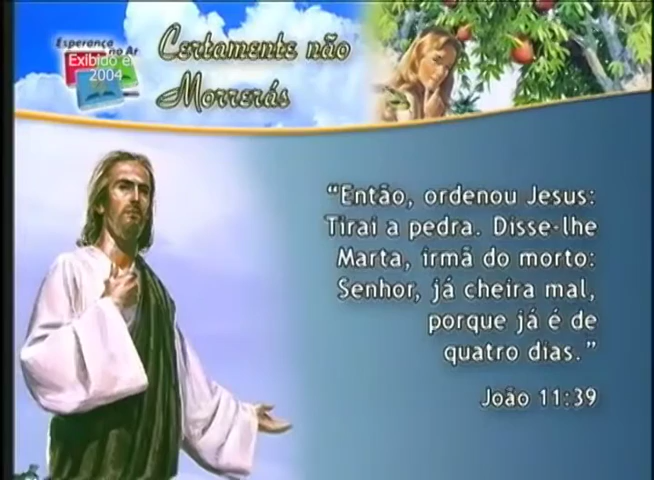 Esperança
no Ar
Exibido e
2004
Certamente não
Morrerás
“Então, ordenou Jesus:
Tirai a pedra. Disse-lhe
Marta, irmã do morto:
Senhor, já cheira mal,
porque já é de
quatro dias.”
João 11:39